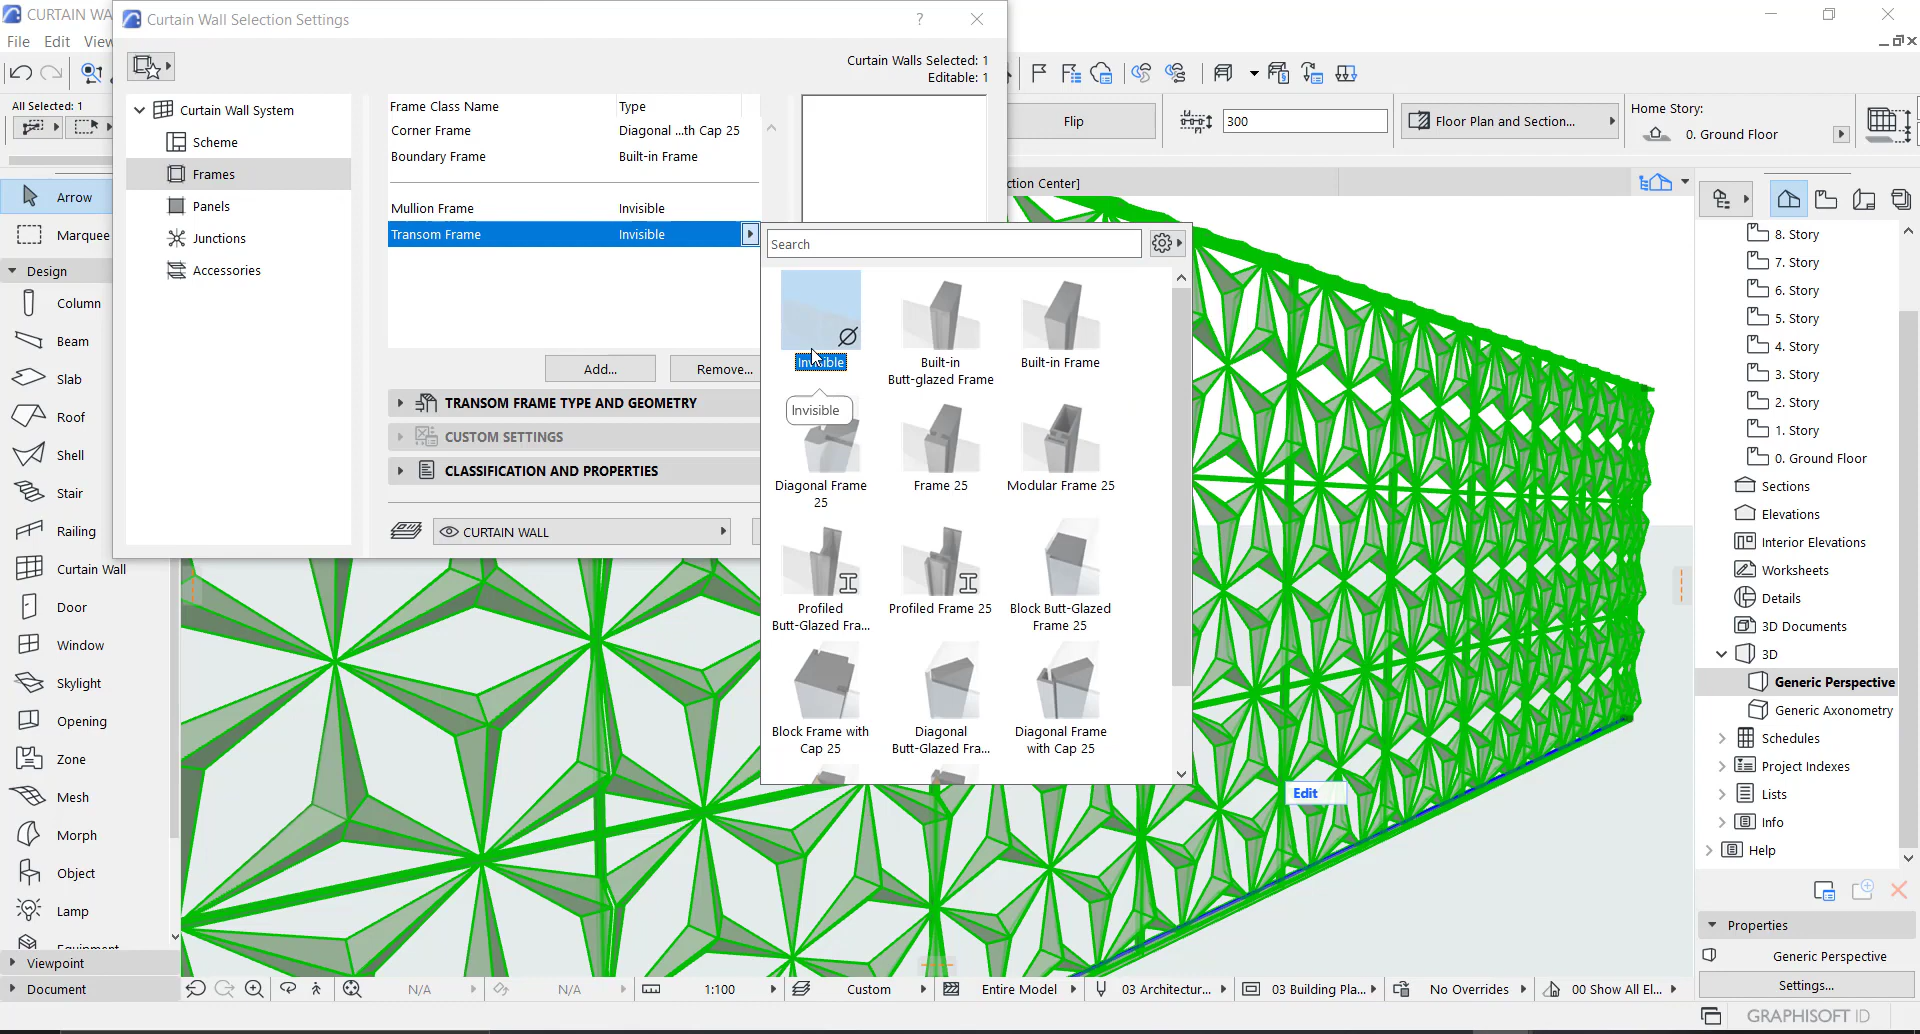 CURTAIN WA
File Edit View
All Selected: 1
Arrow
Marquee
Design
Column
Beam
Slab
Roof
Shell
Stair
Railing
Curtain Wall
Door
Window
Skylight
Opening
Zone
Mesh
Morph
Object
Lamp
Equipment
Viewpoint
Document
Curtain Wall Selection Settings
?
Curtain Walls Selected: 1
Editable: 1
Curtain Wall System
Scheme
Frames
Panels
Junctions
Accessories
Frame Class Name Type
Corner Frame Diagonal ...th Cap 25
Boundary Frame Built-in Frame
Mullion Frame Invisible
Transom Frame Invisible
Add... Remove...
TRANSOM FRAME TYPE AND GEOMETRY
CUSTOM SETTINGS
CLASSIFICATION AND PROPERTIES
CURTAIN WALL
Search
Invisible
Built-in
Butt-glazed Frame
Built-in Frame
Invisible
Diagonal Frame
25
Frame 25
Modular Frame 25
Profiled
Butt-Glazed Fra...
Profiled Frame 25
Block Butt-Glazed
Frame 25
Block Frame with
Cap 25
Diagonal
Butt-Glazed Fra...
Diagonal Frame
with Cap 25
Flip
300
Floor Plan and Section...
Home Story:
0. Ground Floor
ction Center]
Edit
8. Story
7. Story
6. Story
5. Story
4. Story
3. Story
2. Story
1. Story
0. Ground Floor
Sections
Elevations
Interior Elevations
Worksheets
Details
3D Documents
3D
Generic Perspective
Generic Axonometry
Schedules
Project Indexes
Lists
Info
Help
Properties
Generic Perspective
Settings...
N/A N/A 1:100 Custom Entire Model 03 Architectur... 03 Building Pla... No Overrides 00 Show All El...
GRAPHISOFT ID